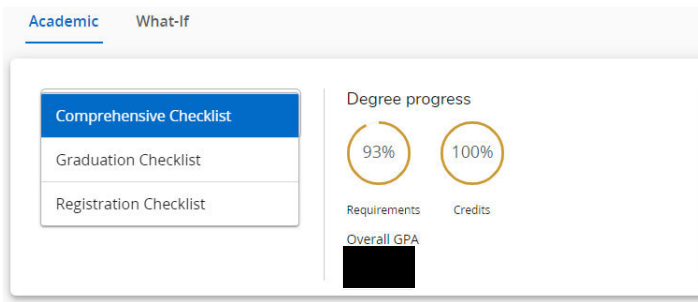 Academic What-If
Comprehensive Checklist
Graduation Checklist
Registration Checklist
Degree progress
93% 100%
Requirements Credits
Overall GPA